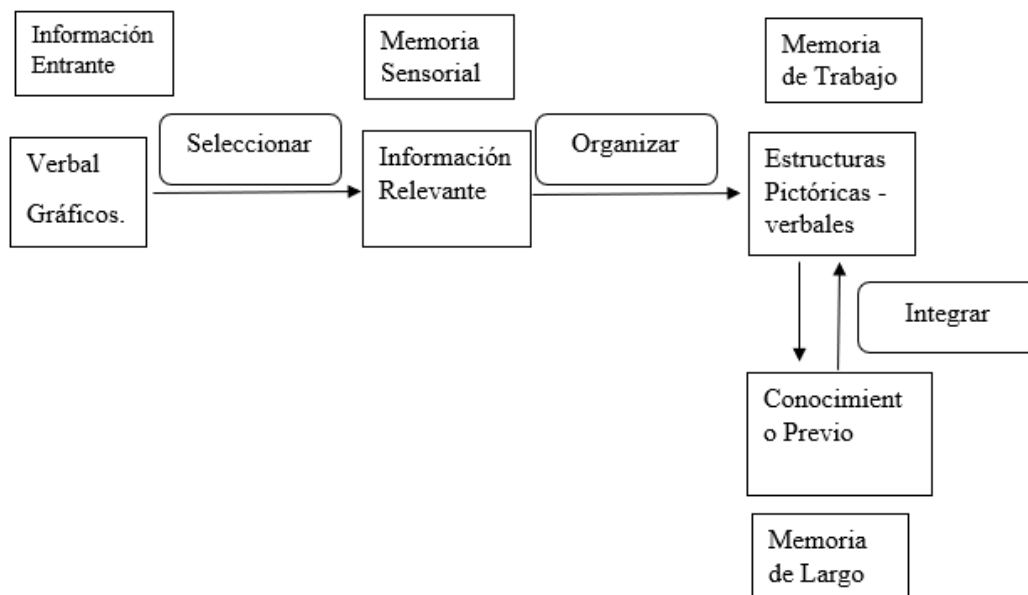 Información
Entrante
Memoria
Sensorial
Memoria
de Trabajo
Verbal
Gráficos.
Seleccionar
Información
Relevante
Organizar
Estructuras
Pictóricas -
verbales
Integrar
Conocimient
o Previo
Memoria
de Largo